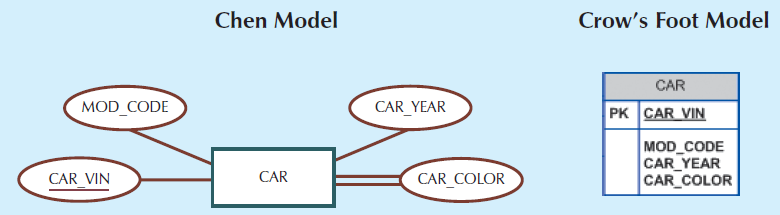 Chen Model
MOD_CODE
CAR_YEAR
CAR_VIN
CAR
CAR_COLOR
Crow's Foot Model
CAR
PK CAR_VIN
MOD_CODE
CAR_YEAR
CAR_COLOR